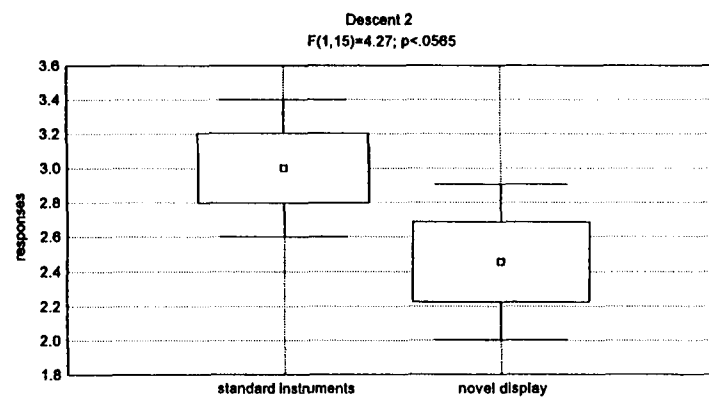 Descent 2
F(1,15)=4.27; p<.0565
3.6
3.4
3.2
3.0
2.8
2.6
2.4
2.2
2.0
1.8
responses
standard instruments
novel display